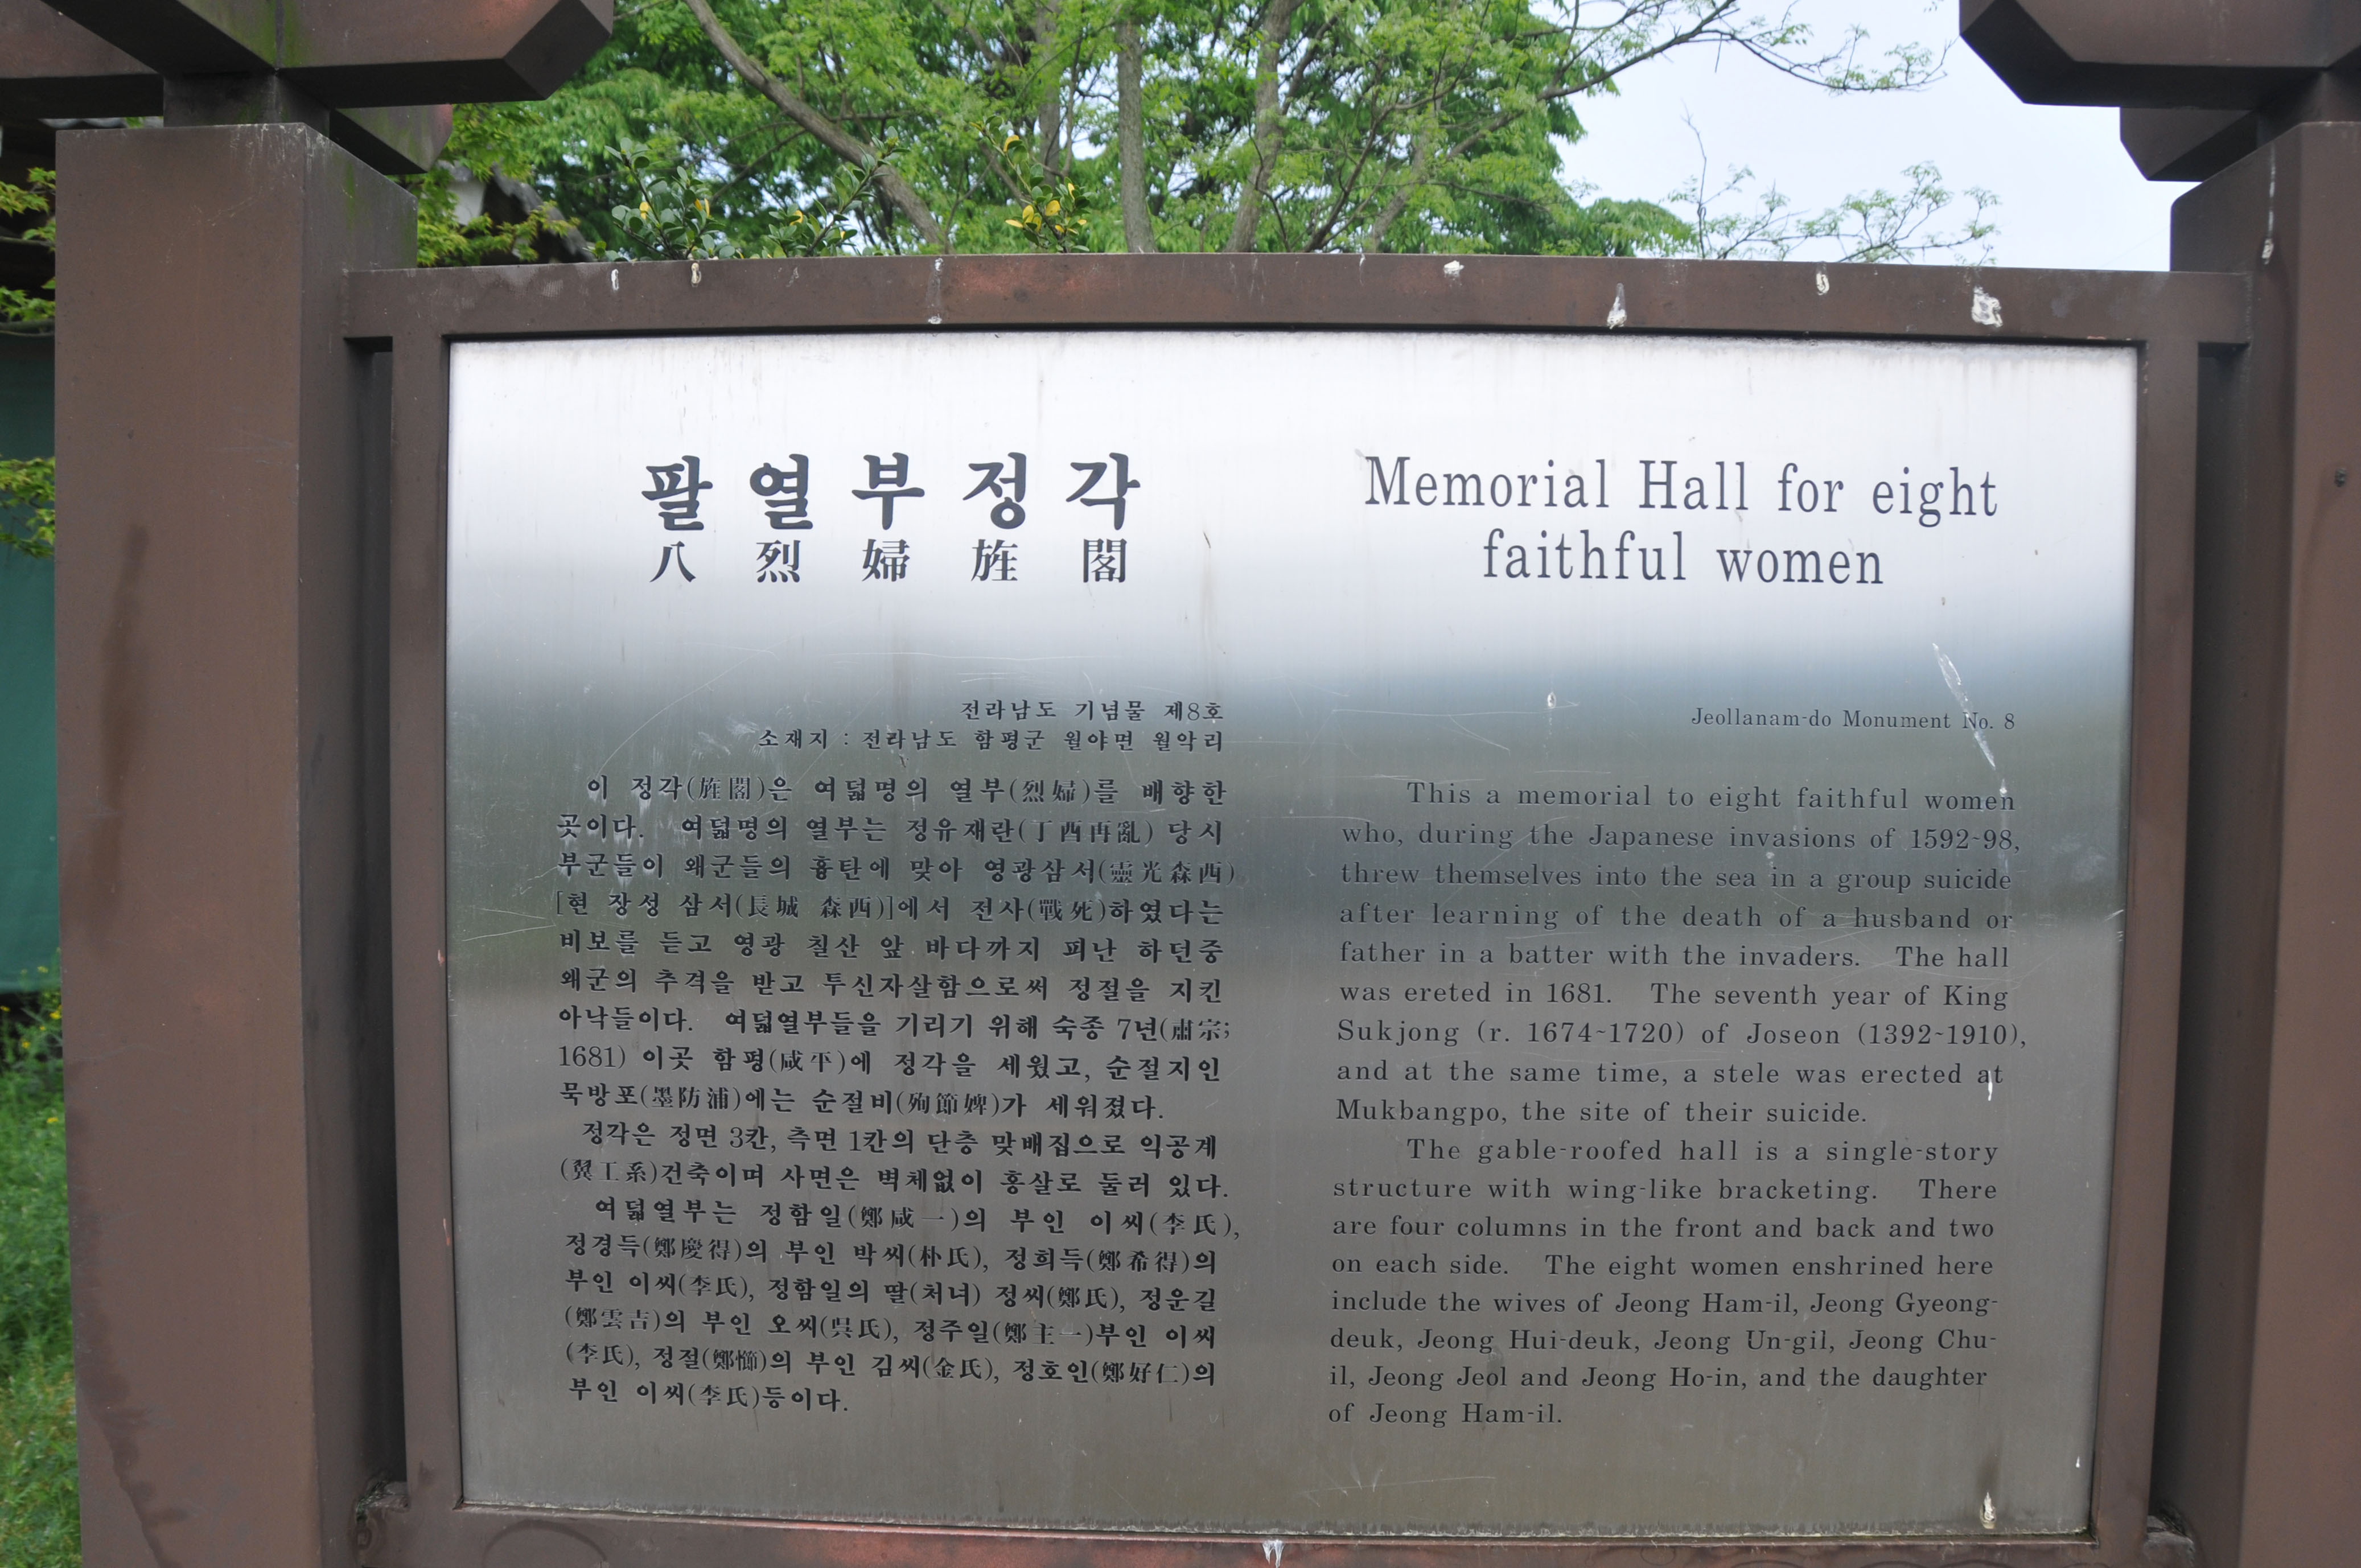 팔열부정각
八烈婦旌閣
전라남도 기념물 제8호
소재지 : 전라남도 함평군 월야면 월악리
이 정각(旌閣)은 여덟명의 열부(烈婦)를 배향한
곳이다. 여덟명의 열부는 정유재란(丁酉再亂) 당시
부군들이 왜군들의 흉탄에 맞아 영광삼서(靈光森西)
[현 장성 삼서(長城 森西)]에서 전사(戰死)하였다는
비보를 듣고 영광 칠산 앞 바다까지 피난 하던중
왜군의 추격을 받고 투신자살함으로써 정절을 지킨
아낙들이다. 여덟열부들을 기리기 위해 숙종 7년(肅宗;
1681) 이곳 함평(咸平)에 정각을 세웠고, 순절지인
묵방포(墨防浦)에는 순절비(殉節婢)가 세워졌다.
정각은 정면 3칸, 측면 1칸의 단층 맞배집으로 익공계
(翼工系)건축이며 사면은 벽체없이 홍살로 둘러 있다.
여덟열부는 정함일(鄭咸一)의 부인 이씨(李氏),
정경득(鄭慶得)의 부인 박씨(朴氏), 정희득(鄭希得)의
부인 이씨(李氏), 정함일의 딸(처녀) 정씨(鄭氏), 정운길
(鄭雲吉)의 부인 오씨(吳氏), 정주일(鄭主一)부인 이씨
(李氏), 정절(鄭㘉)의 부인 김씨(金氏), 정호인(鄭好仁)의
부인 이씨(李氏)등이다.
Memorial Hall for eight
faithful women
Jeollanam-do Monument No. 8
This a memorial to eight faithful women
who, during the Japanese invasions of 1592~98,
threw themselves into the sea in a group suicide
after learning of the death of a husband or
father in a batter with the invaders. The hall
was ereted in 1681. The seventh year of King
Sukjong (r. 1674~1720) of Joseon (1392~1910),
and at the same time, a stele was erected at
Mukbangpo, the site of their suicide.
The gable-roofed hall is a single-story
structure with wing-like bracketing. There
are four columns in the front and back and two
on each side. The eight women enshrined here
include the wives of Jeong Ham-il, Jeong Gyeong-
deuk, Jeong Hui-deuk, Jeong Un-gil, Jeong Chu-
il, Jeong Jeol and Jeong Ho-in, and the daughter
of Jeong Ham-il.